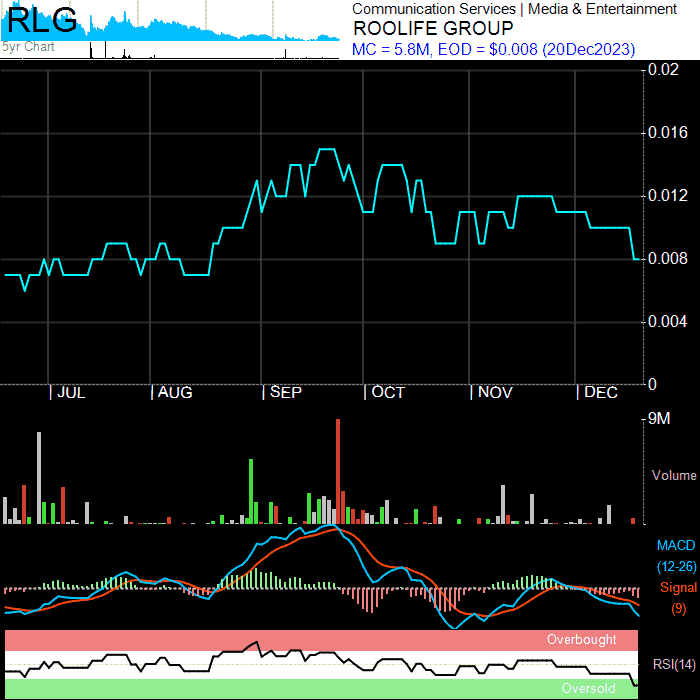 RLG
5yr Chart
Communication Services | Media & Entertainment
ROOLIFE GROUP
MC = 5.8M, EOD = $0.008 (20Dec2023)
0.02
0.016
0.012
0.008
0.004
0
| JUL | AUG | SEP | OCT | NOV | DEC
9M
Volume
MACD
(12-26)
Signal
(9)
Overbought
RSI(14)
Oversold